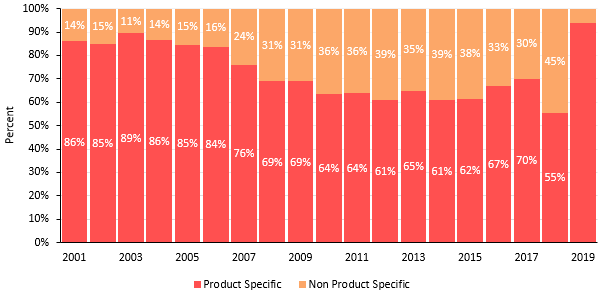 100%
90%
80%
70%
60%
50%
40%
30%
20%
10%
0%
Percent
14% 15% 11% 14% 15% 16% 24% 31% 31% 36% 36% 39% 35% 39% 38% 33% 30% 45%
86% 85% 89% 86% 85% 84% 76% 69% 69% 64% 64% 61% 65% 61% 62% 67% 70% 55%
2001 2003 2005 2007 2009 2011 2013 2015 2017 2019
Product Specific Non Product Specific